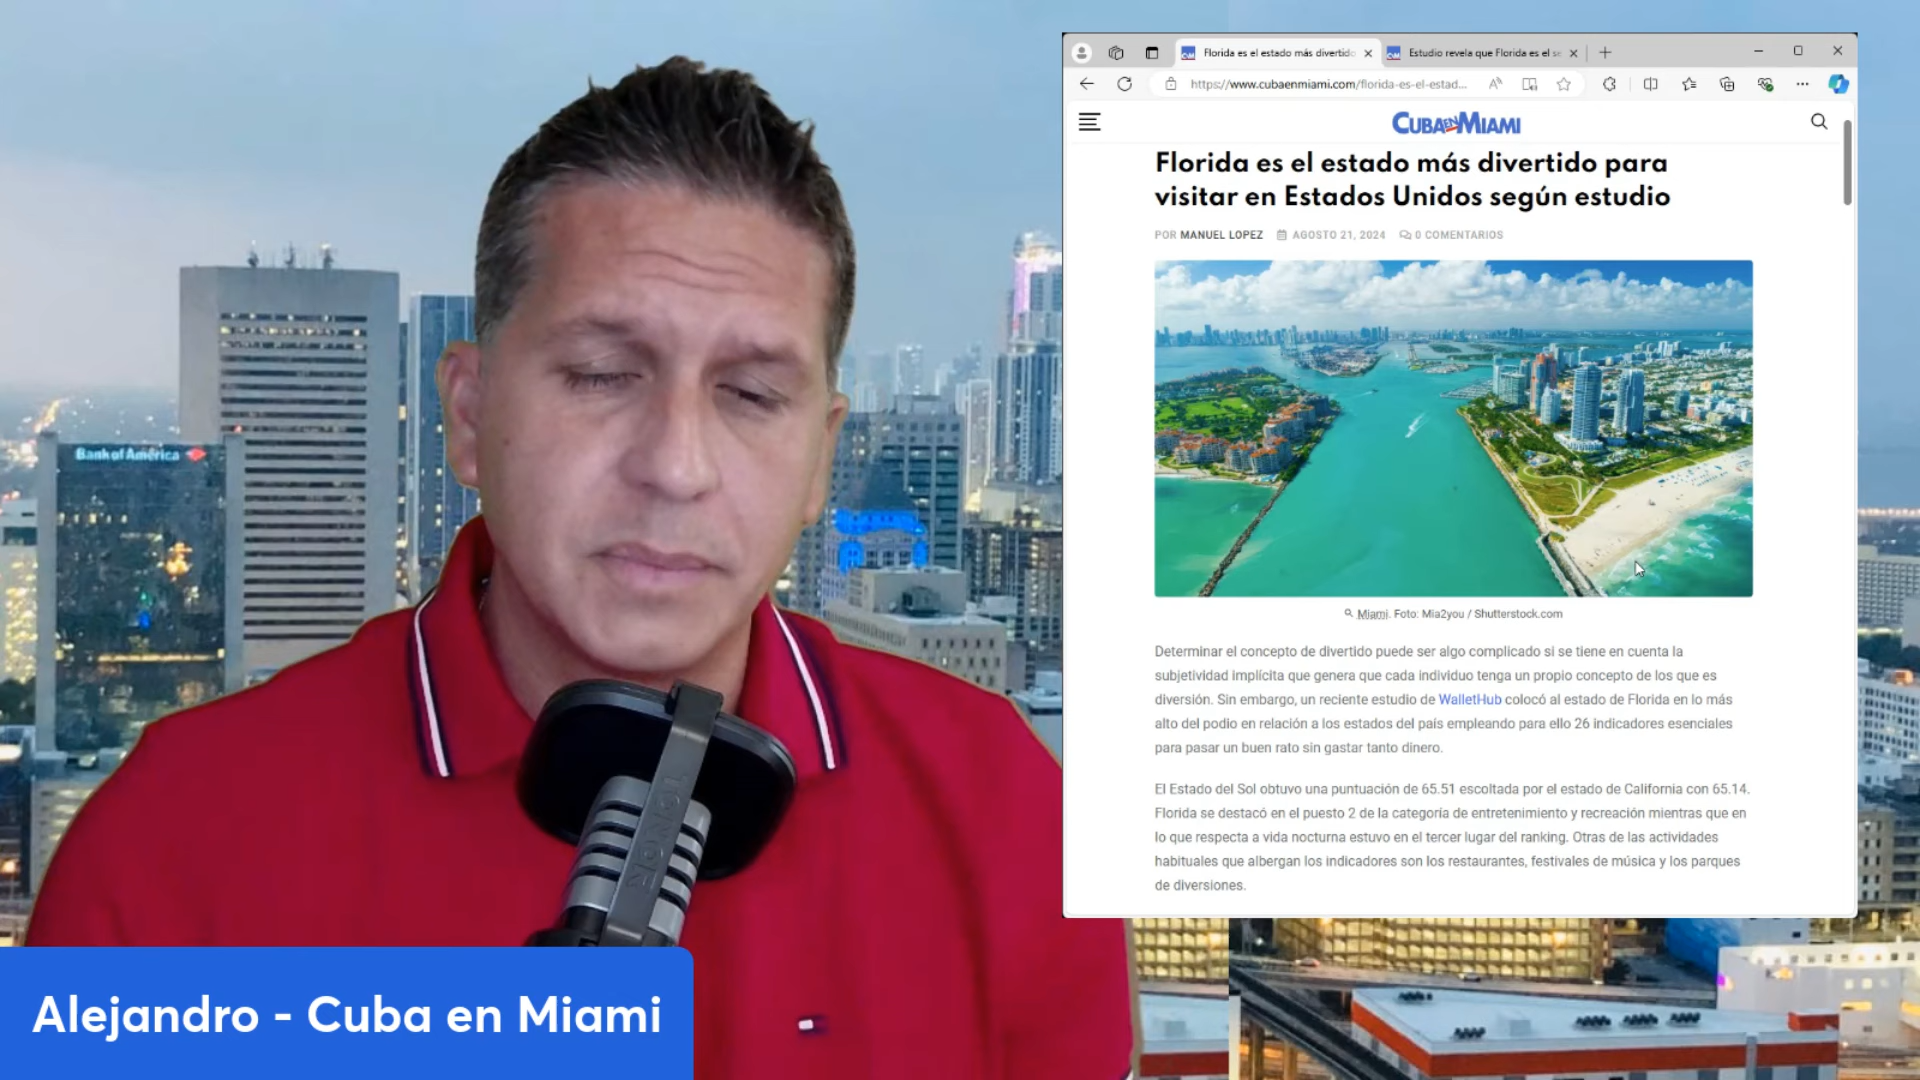 Florida es el estado más divertido
Estudio revela que Florida es el se
https://www.cubaenmiami.com/florida-es-el-estad...
CUBAENMIAMI
Florida es el estado más divertido para
visitar en Estados Unidos según estudio
POR MANUEL LOPEZ AGOSTO 21, 2024 0 COMENTARIOS
Miami. Foto: Mia2you / Shutterstock.com
Determinar el concepto de divertido puede ser algo complicado si se tiene en cuenta la
subjetividad implícita que genera que cada individuo tenga un propio concepto de los que es
diversión. Sin embargo, un reciente estudio de WalletHub colocó al estado de Florida en lo más
alto del podio en relación a los estados del país empleando para ello 26 indicadores esenciales
para pasar un buen rato sin gastar tanto dinero.
El Estado del Sol obtuvo una puntuación de 65.51 escoltada por el estado de California con 65.14.
Florida se destacó en el puesto 2 de la categoría de entretenimiento y recreación mientras que en
lo que respecta a vida nocturna estuvo en el tercer lugar del ranking. Otras de las actividades
habituales que albergan los indicadores son los restaurantes, festivales de música y los parques
de diversiones.
Bank of America
TONOR
Alejandro - Cuba en Miami